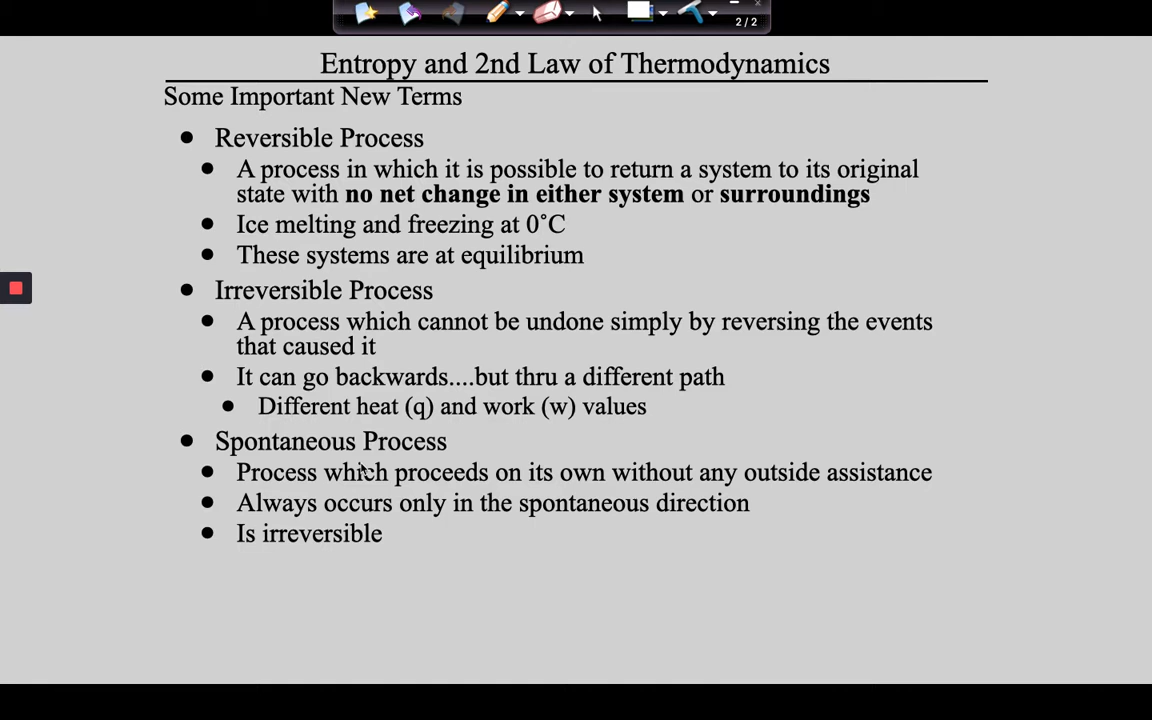 2 / 2
Entropy and 2nd Law of Thermodynamics
Some Important New Terms
● Reversible Process
● A process in which it is possible to return a system to its original
state with no net change in either system or surroundings
● Ice melting and freezing at 0˚C
● These systems are at equilibrium
● Irreversible Process
● A process which cannot be undone simply by reversing the events
that caused it
● It can go backwards....but thru a different path
● Different heat (q) and work (w) values
● Spontaneous Process
● Process which proceeds on its own without any outside assistance
● Always occurs only in the spontaneous direction
● Is irreversible